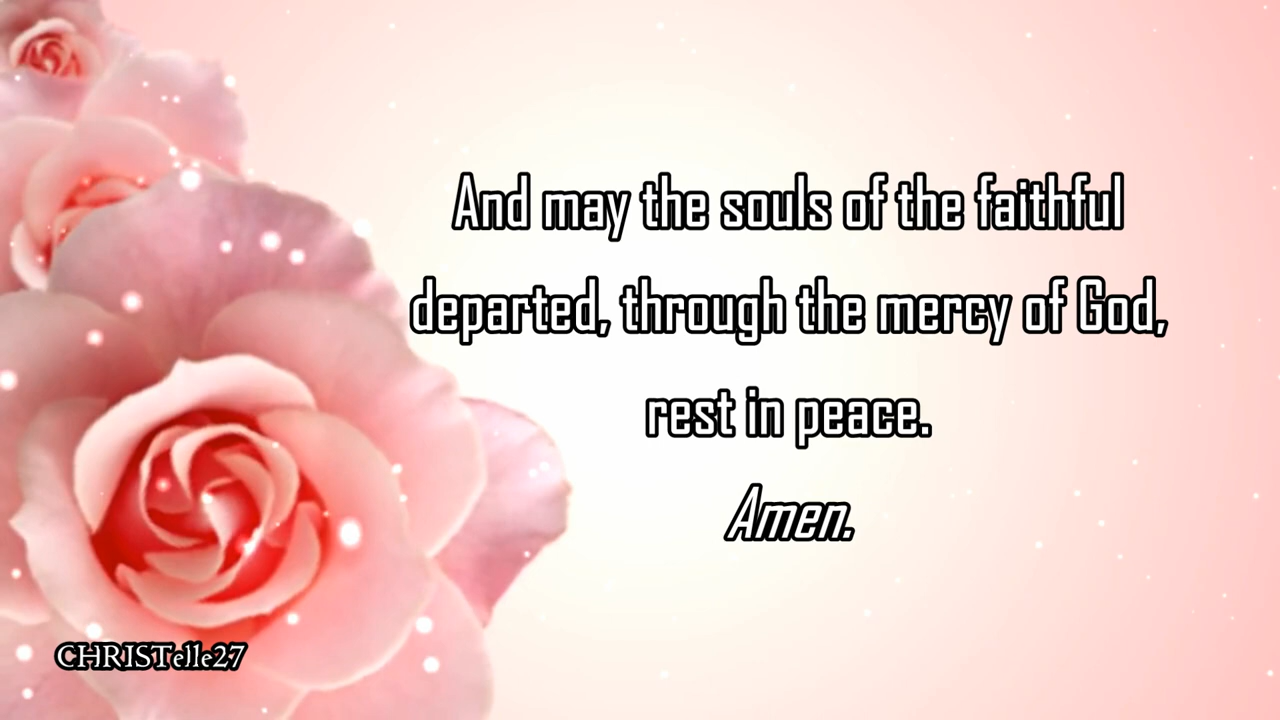 And may the souls of the faithful
departed, through the mercy of God,
rest in peace.
Amen.
CHRISTelle27